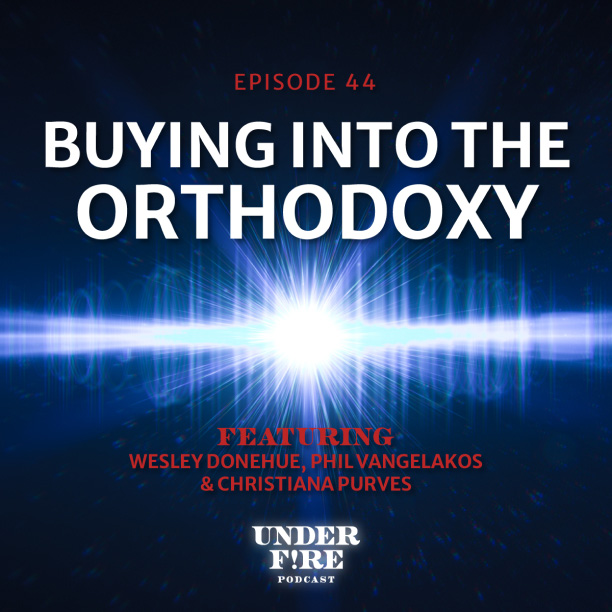 EPISODE 44
BUYING INTO THE
ORTHODOXY
FEATURING
WESLEY DONEHUE, PHIL VANGELAKOS
& CHRISTIANA PURVES
UNDER
F!RE
PODCAST